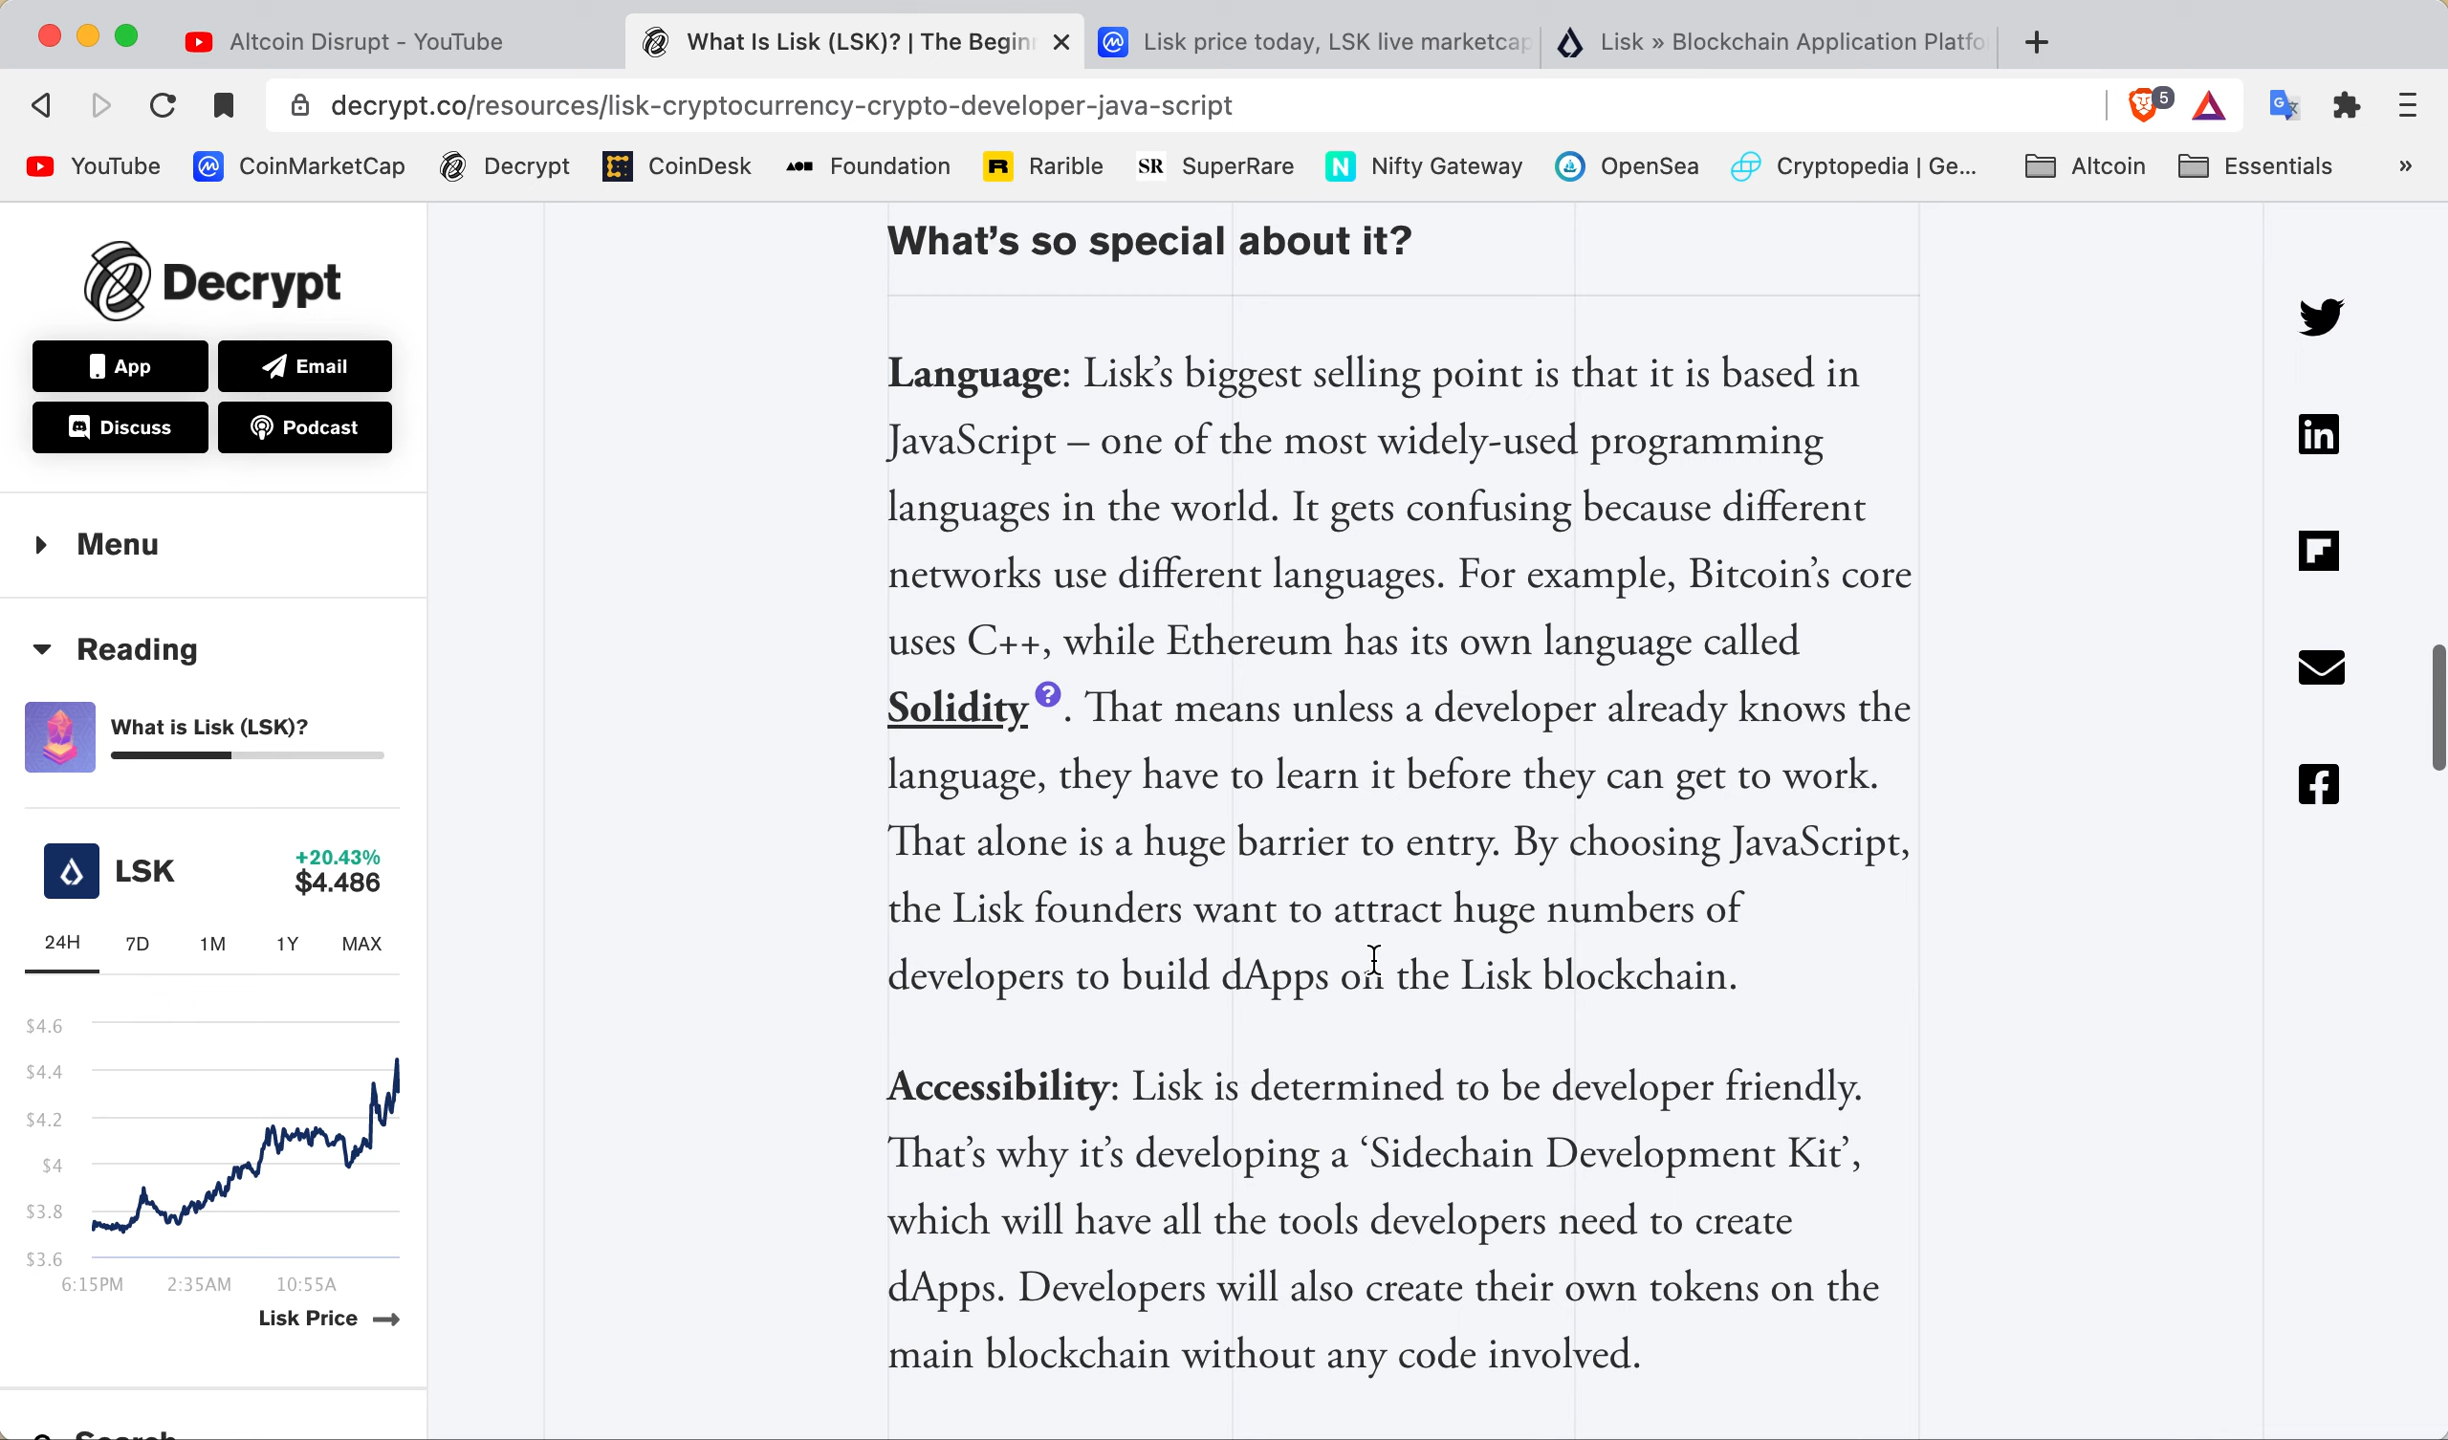 Altcoin Disrupt - YouTube
What Is Lisk (LSK)? | The Begin
Lisk price today, LSK live marketcap
Lisk » Blockchain Application Platfo
decrypt.co/resources/lisk-cryptocurrency-crypto-developer-java-script
5
YouTube
CoinMarketCap
Decrypt
CoinDesk
Foundation
Rarible
SR SuperRare
Nifty Gateway
OpenSea
Cryptopedia | Ge...
Altcoin
Essentials
»
Decrypt
App
Email
Discuss
Podcast
Menu
Reading
What is Lisk (LSK)?
LSK
+20.43%
$4.486
24H 7D 1M 1Y MAX
$4.6
$4.4
$4.2
$4
$3.8
$3.6
6:15PM 2:35AM 10:55A
Lisk Price →
Search
What's so special about it?
Language: Lisk's biggest selling point is that it is based in
JavaScript – one of the most widely-used programming
languages in the world. It gets confusing because different
networks use different languages. For example, Bitcoin's core
uses C++, while Ethereum has its own language called
Solidity ? . That means unless a developer already knows the
language, they have to learn it before they can get to work.
That alone is a huge barrier to entry. By choosing JavaScript,
the Lisk founders want to attract huge numbers of
developers to build dApps on the Lisk blockchain.
Accessibility: Lisk is determined to be developer friendly.
That's why it's developing a ‘Sidechain Development Kit’,
which will have all the tools developers need to create
dApps. Developers will also create their own tokens on the
main blockchain without any code involved.